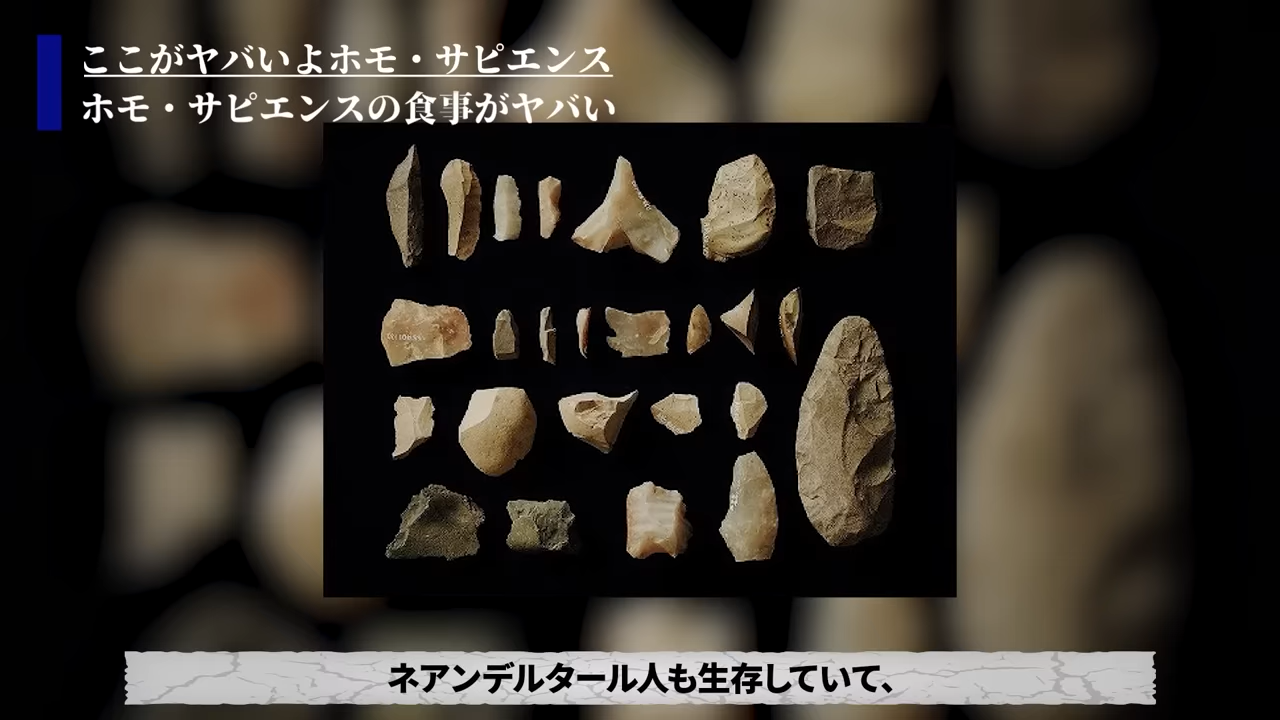 ここがヤバいよホモ・サピエンス
ホモ・サピエンスの食事がヤバい
ネアンデルタール人も生存していて、